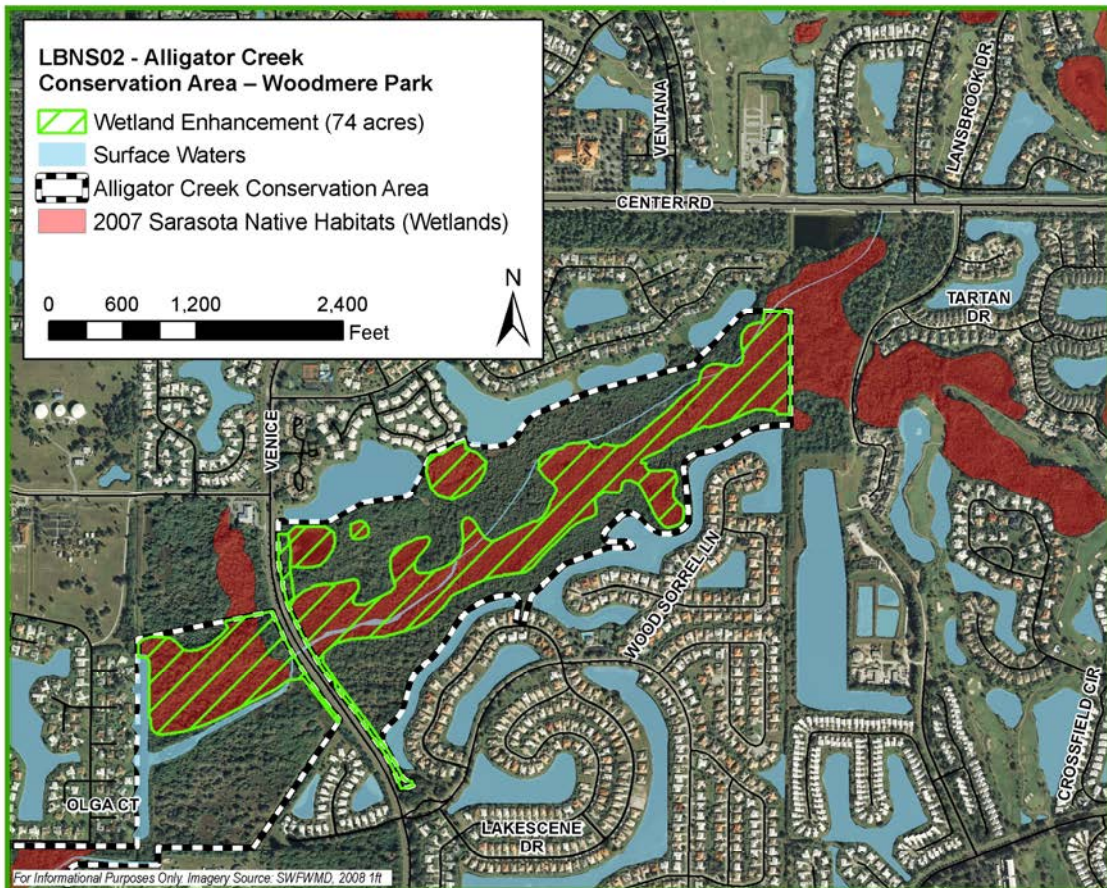 LBNS02 - Alligator Creek
Conservation Area – Woodmere Park
Wetland Enhancement (74 acres)
Surface Waters
Alligator Creek Conservation Area
2007 Sarasota Native Habitats (Wetlands)
N
0 600 1,200 2,400
Feet
VENTANA
LANSBROOK DR
CENTER RD
TARTAN
DR
VENICE
WOOD SORREL LN
CROSSFIELD CIR
OLGA CT
LAKESCENE
DR
For Informational Purposes Only. Imagery Source: SWFWMD, 2008 1ft